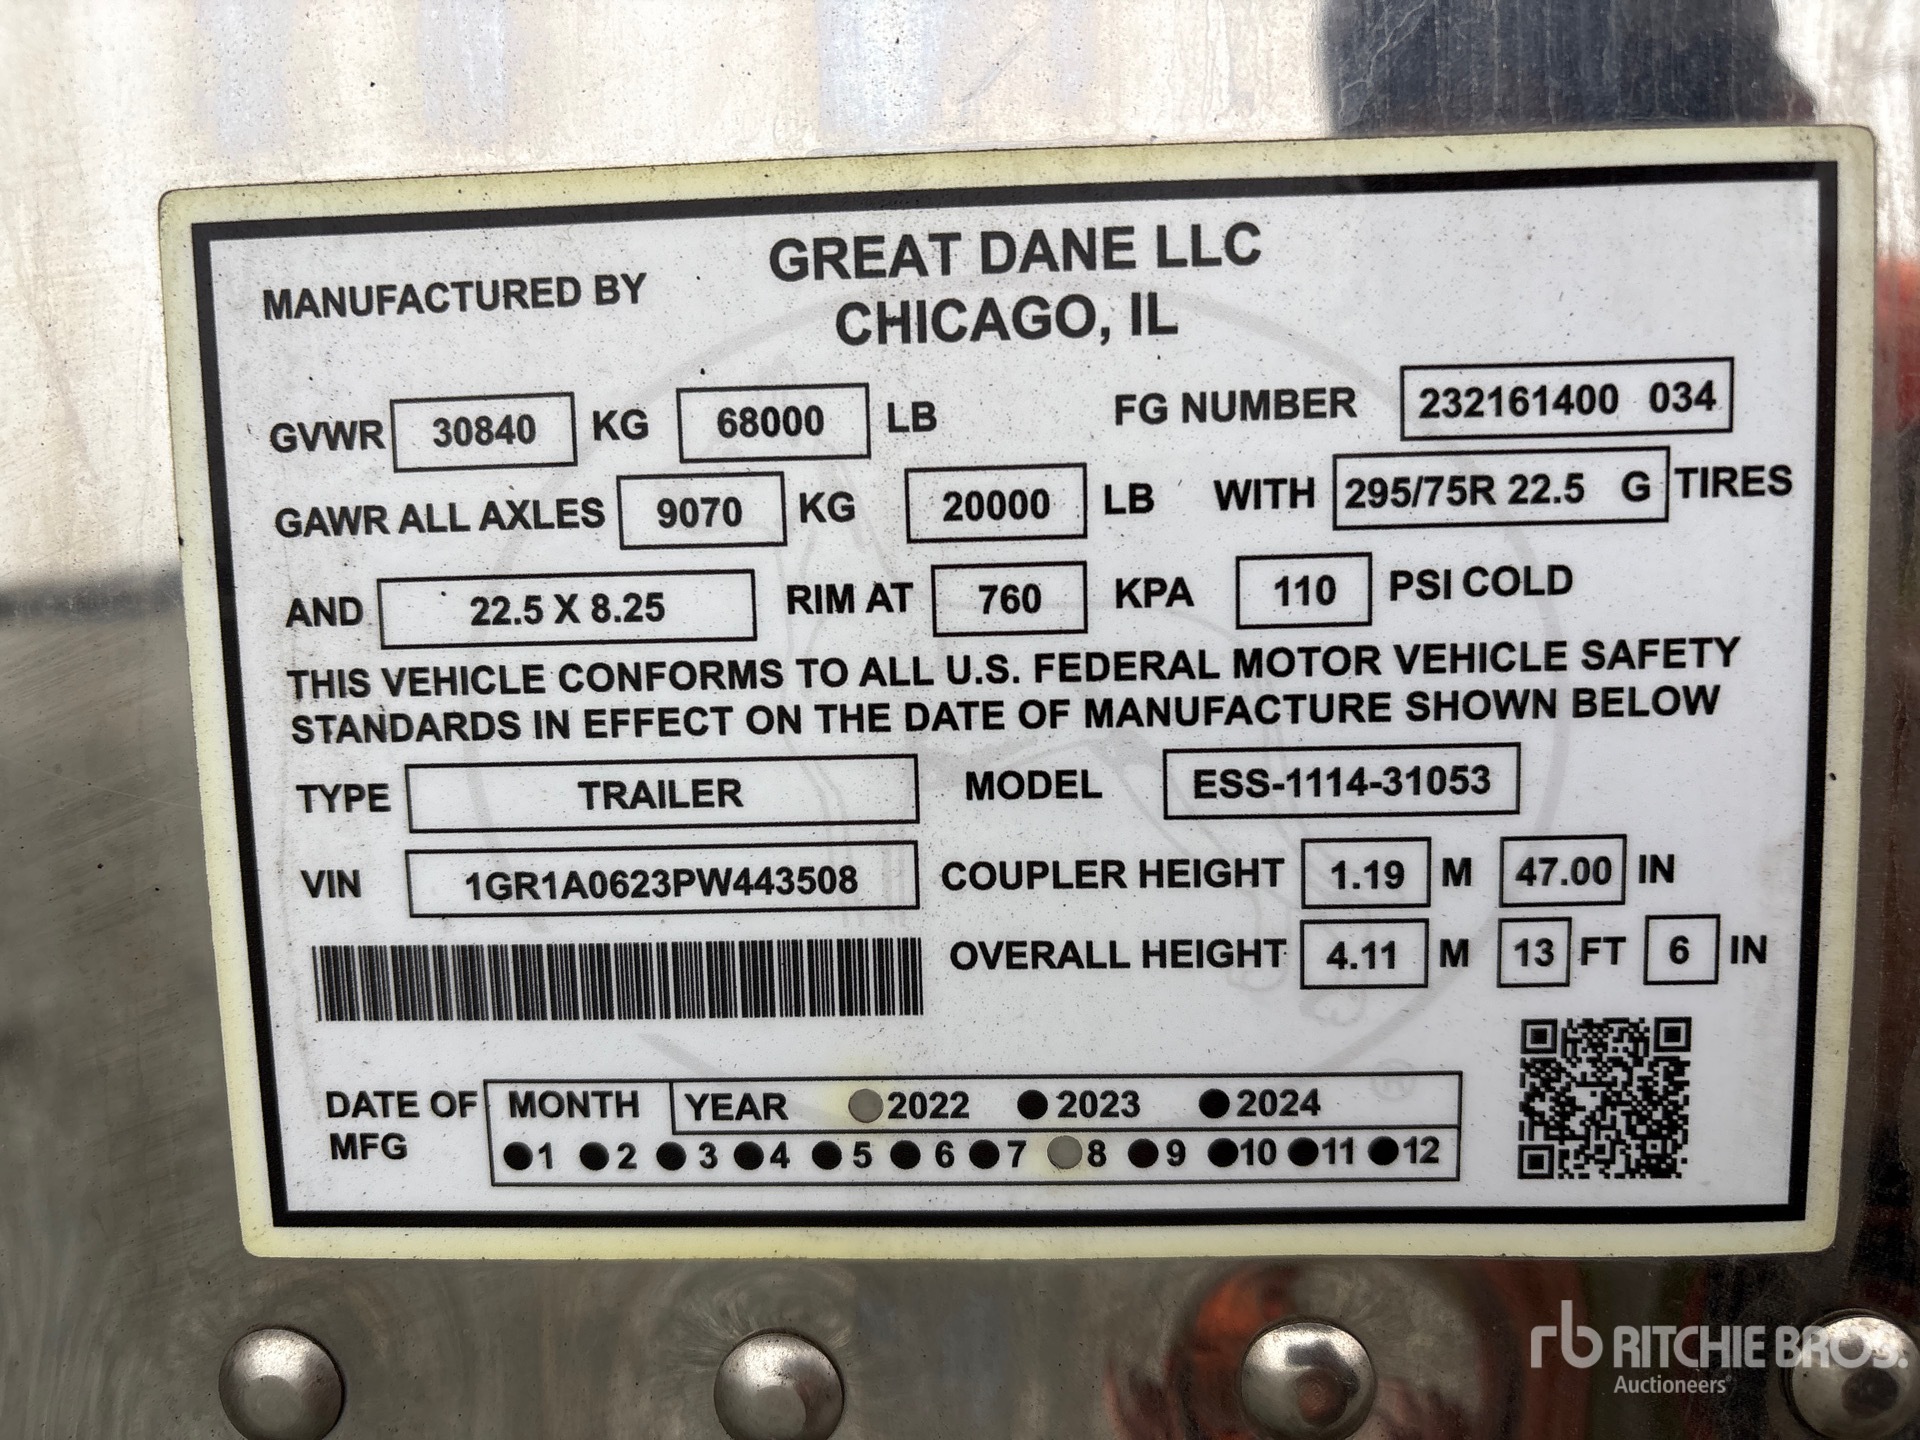 MANUFACTURED BY GREAT DANE LLC
CHICAGO, IL
GVWR 30840 KG 68000 LB FG NUMBER 232161400 034
GAWR ALL AXLES 9070 KG 20000 LB WITH 295/75R 22.5 G TIRES
AND 22.5 X 8.25 RIM AT 760 KPA 110 PSI COLD
THIS VEHICLE CONFORMS TO ALL U.S. FEDERAL MOTOR VEHICLE SAFETY
STANDARDS IN EFFECT ON THE DATE OF MANUFACTURE SHOWN BELOW
TYPE TRAILER MODEL ESS-1114-31053
VIN 1GR1A0623PW443508 COUPLER HEIGHT 1.19 M 47.00 IN
OVERALL HEIGHT 4.11 M 13 FT 6 IN
DATE OF MFG MONTH YEAR 2022 2023 2024
1 2 3 4 5 6 7 8 9 10 11 12
®
rb RITCHIE BROS.
Auctioneers